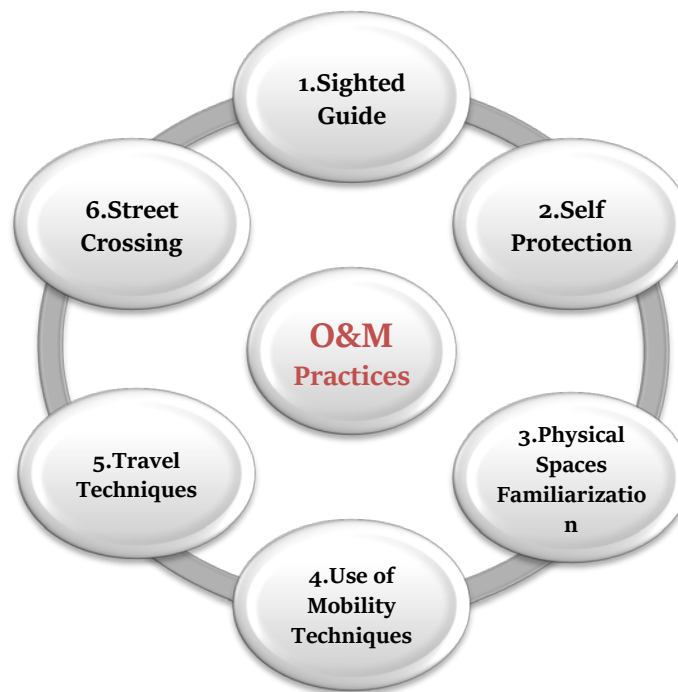 1.Sighted
Guide
2.Self
Protection
3.Physical
Spaces
Familiarizatio
n
4.Use of
Mobility
Techniques
5.Travel
Techniques
6.Street
Crossing
O&M
Practices